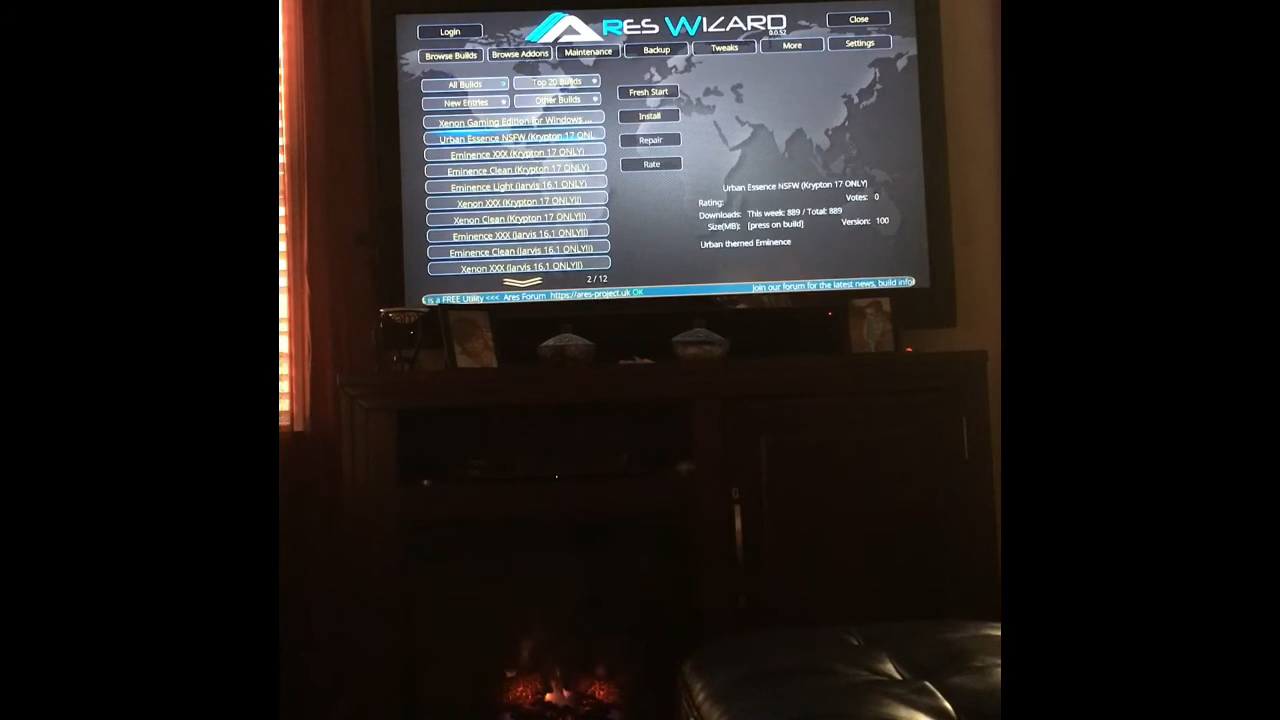 Login
ARES WIZARD
0.0.52
Close
Browse Builds
Browse Addons
Maintenance
Backup
Tweaks
More
Settings
All Builds
Top 20 Builds
New Entries
Other Builds
Xenon Gaming Edition for Windows ...
Urban Essence NSFW (Krypton 17 ONL
Eminence XXX (Krypton 17 ONLY)
Eminence Clean (Krypton 17 ONLY)
Eminence Light (Jarvis 16.1 ONLY)
Xenon XXX (Krypton 17 ONLY!!)
Xenon Clean (Krypton 17 ONLY!!)
Eminence XXX (Jarvis 16.1 ONLY!!)
Eminence Clean (Jarvis 16.1 ONLY!!)
Xenon XXX (Jarvis 16.1 ONLY!!)
2 / 12
Fresh Start
Install
Repair
Rate
Urban Essence NSFW (Krypton 17 ONLY)
Rating:
Votes: 0
Downloads: This week: 889 / Total: 889
Size(MB): [press on build]
Version: 100
Urban themed Eminence
is a FREE Utility <<< Ares Forum https://ares-project.uk OK
Join our forum for the latest news, build info